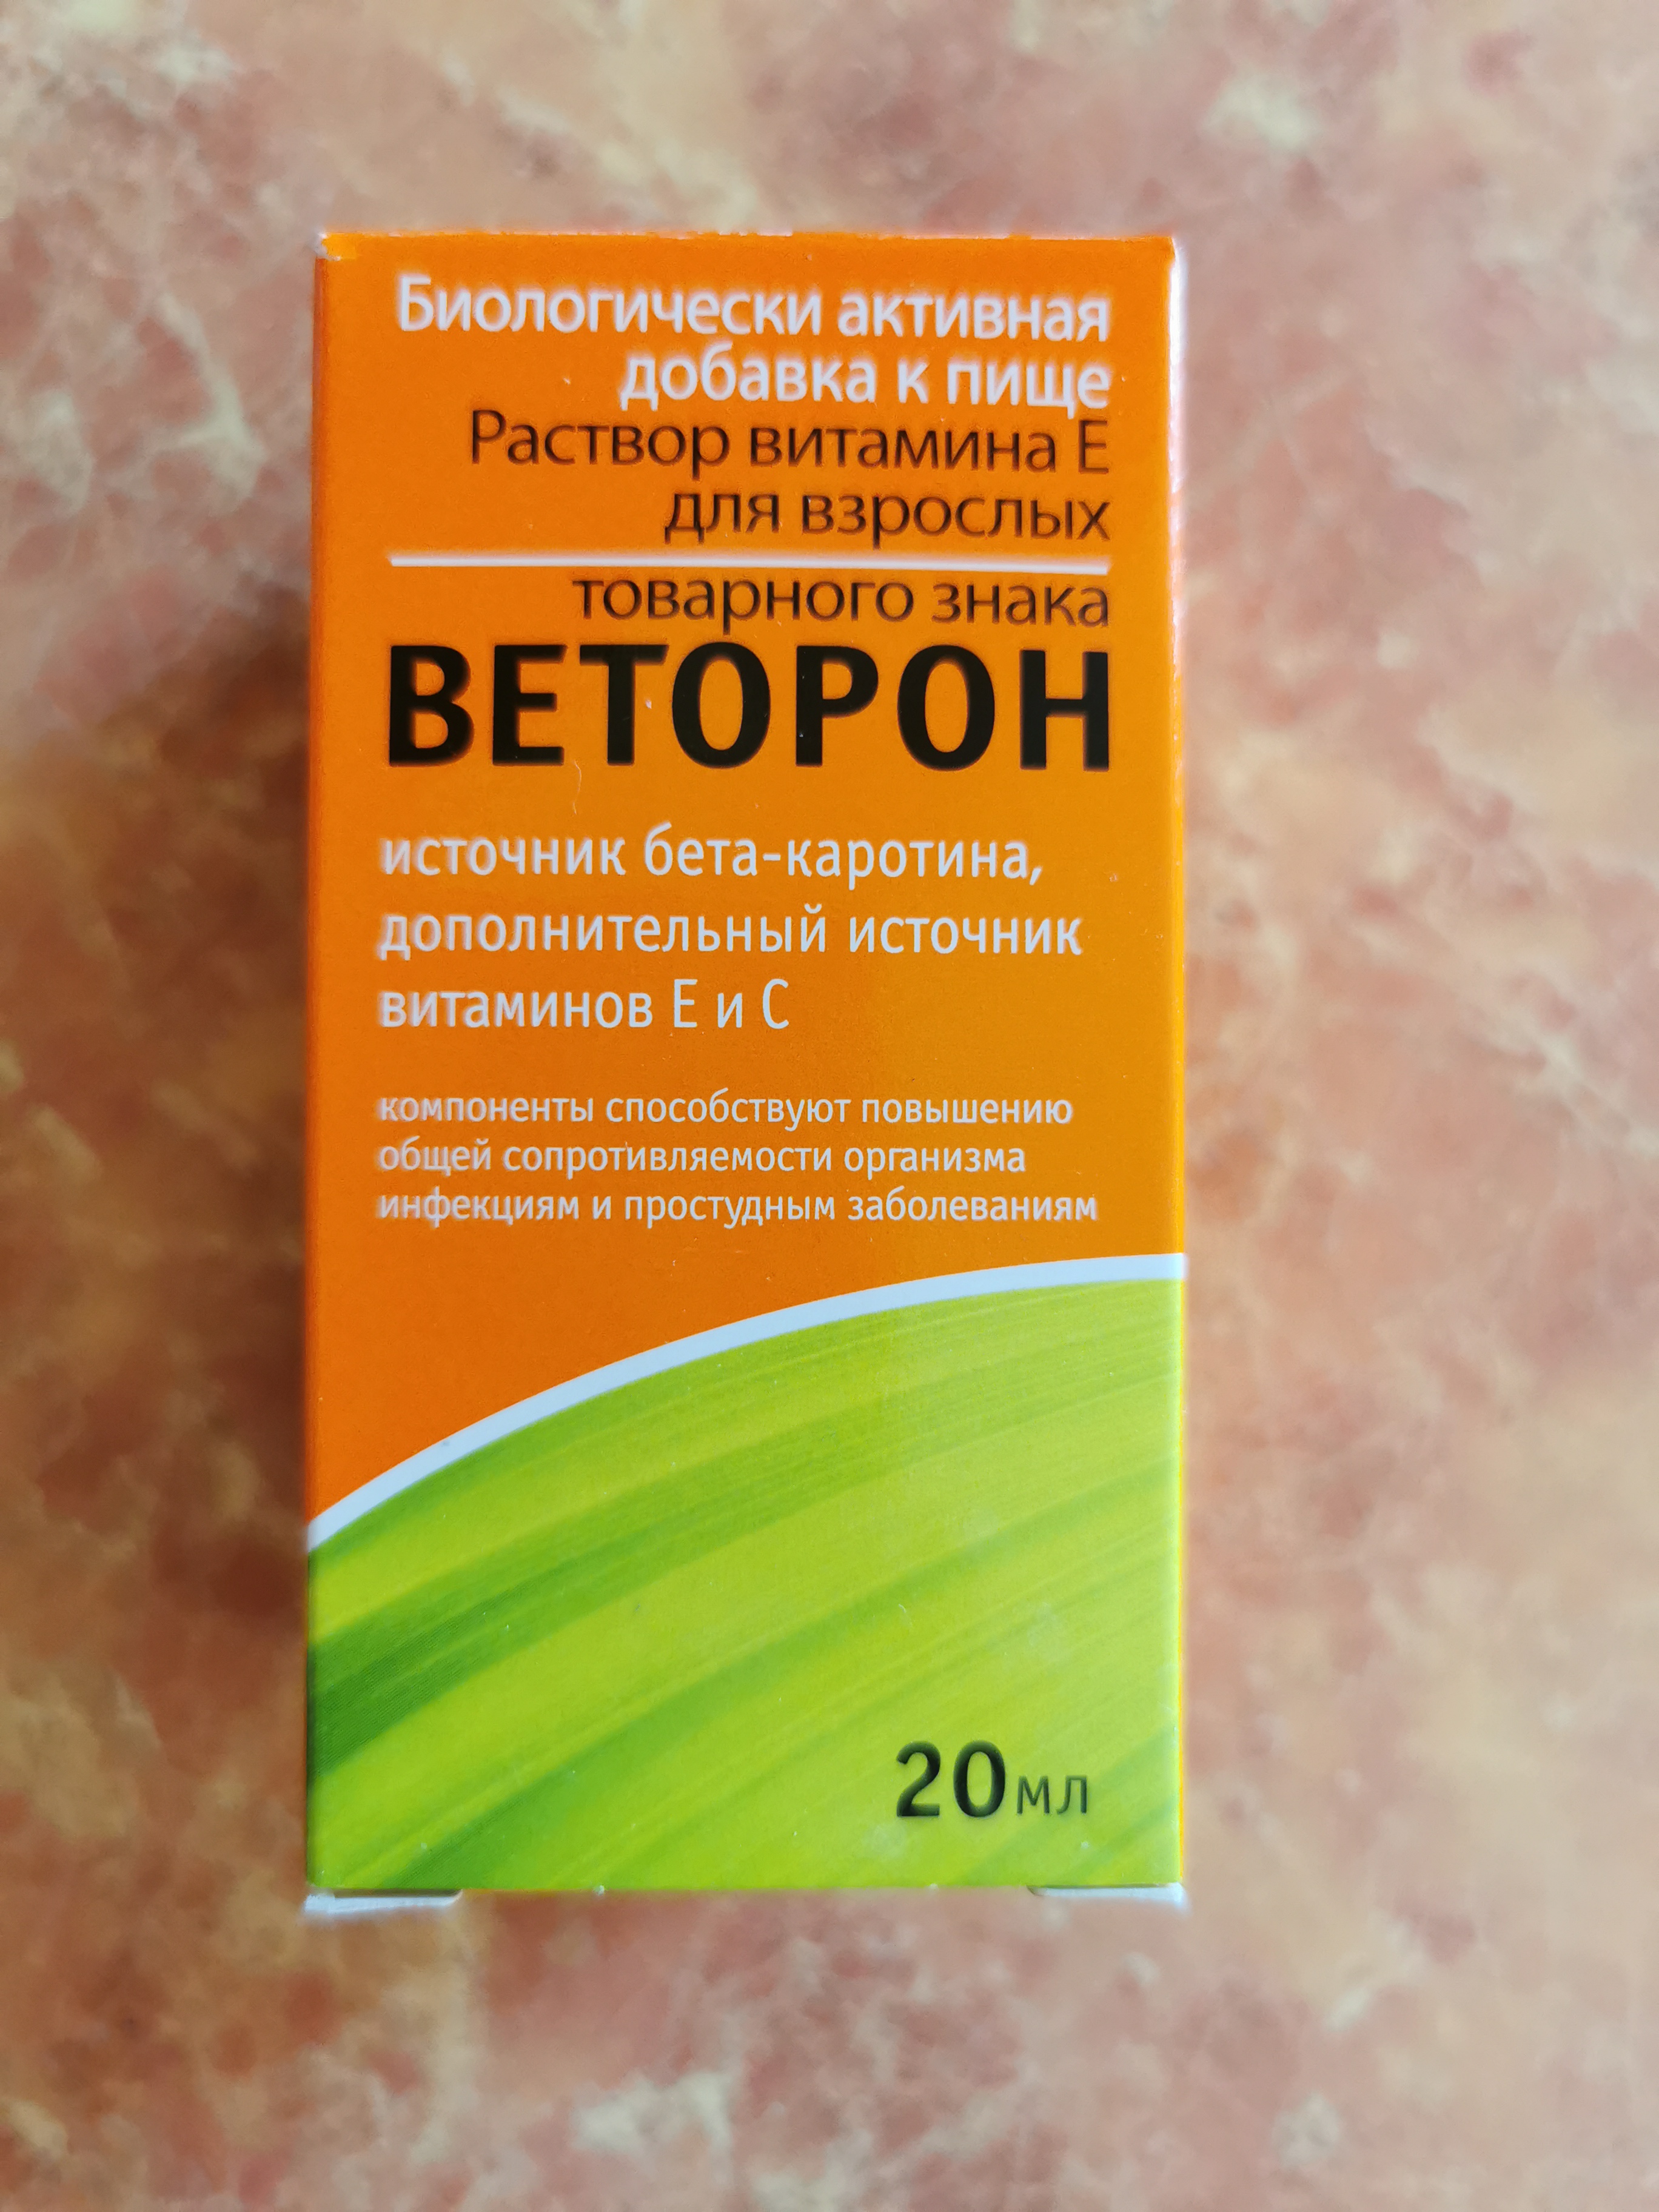 Биологически активная
добавка к пище
Раствор витамина Е
для взрослых
товарного знака
ВЕТОРОН
источник бета-каротина,
дополнительный источник
витаминов Е и С
компоненты способствуют повышению
общей сопротивляемости организма
инфекциям и простудным заболеваниям
20мл